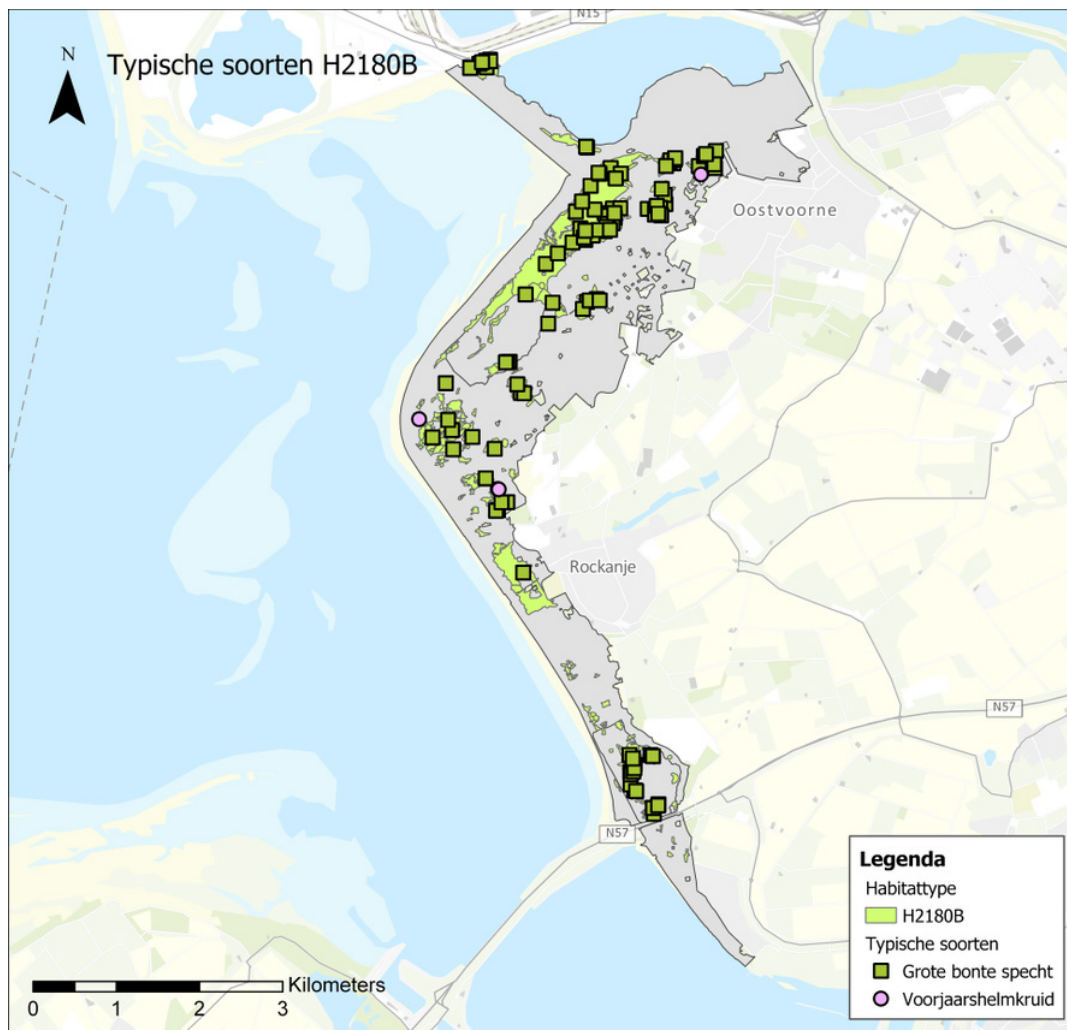 N15
N
Typische soorten H2180B
Oostvoorne
Rockanje
N57
N57
Legenda
Habitattype
H2180B
Typische soorten
Grote bonte specht
Voorjaarshelmkruid
Kilometers
0 1 2 3